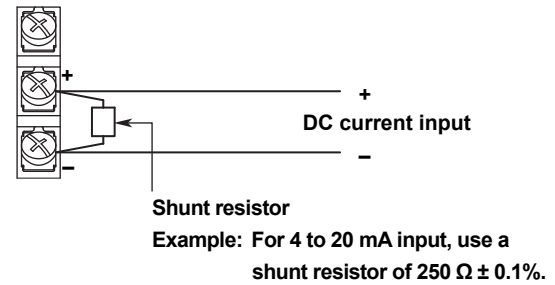 +
+
DC current input
–
–
Shunt resistor
Example: For 4 to 20 mA input, use a
shunt resistor of 250 Ω ± 0.1%.